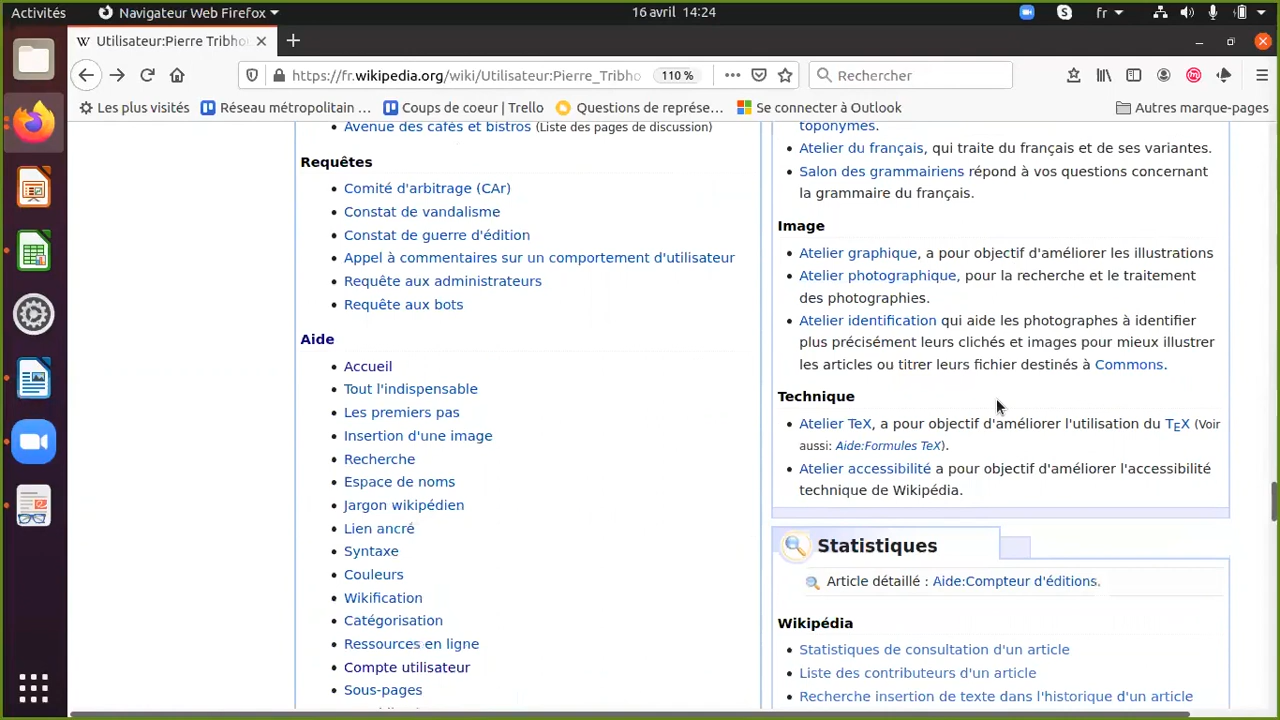 Activités
Navigateur Web Firefox
16 avril 14:24
fr
W Utilisateur:Pierre Tribho
https://fr.wikipedia.org/wiki/Utilisateur:Pierre_Tribho
110 %
Rechercher
Les plus visités
Réseau métropolitain ...
Coups de coeur | Trello
Questions de représe...
Se connecter à Outlook
Autres marque-pages
Avenue des cafés et bistros (Liste des pages de discussion)
Requêtes
• Comité d'arbitrage (CAr)
• Constat de vandalisme
• Constat de guerre d'édition
• Appel à commentaires sur un comportement d'utilisateur
• Requête aux administrateurs
• Requête aux bots
Aide
• Accueil
• Tout l'indispensable
• Les premiers pas
• Insertion d'une image
• Recherche
• Espace de noms
• Jargon wikipédien
• Lien ancré
• Syntaxe
• Couleurs
• Wikification
• Catégorisation
• Ressources en ligne
• Compte utilisateur
• Sous-pages
toponymes.
• Atelier du français, qui traite du français et de ses variantes.
• Salon des grammairiens répond à vos questions concernant
la grammaire du français.
Image
• Atelier graphique, a pour objectif d'améliorer les illustrations
• Atelier photographique, pour la recherche et le traitement
des photographies.
• Atelier identification qui aide les photographes à identifier
plus précisément leurs clichés et images pour mieux illustrer
les articles ou titrer leurs fichier destinés à Commons.
Technique
• Atelier TeX, a pour objectif d'améliorer l'utilisation du TEX (Voir
aussi: Aide:Formules TeX).
• Atelier accessibilité a pour objectif d'améliorer l'accessibilité
technique de Wikipédia.
Statistiques
Article détaillé : Aide:Compteur d'éditions.
Wikipédia
• Statistiques de consultation d'un article
• Liste des contributeurs d'un article
• Recherche insertion de texte dans l'historique d'un article